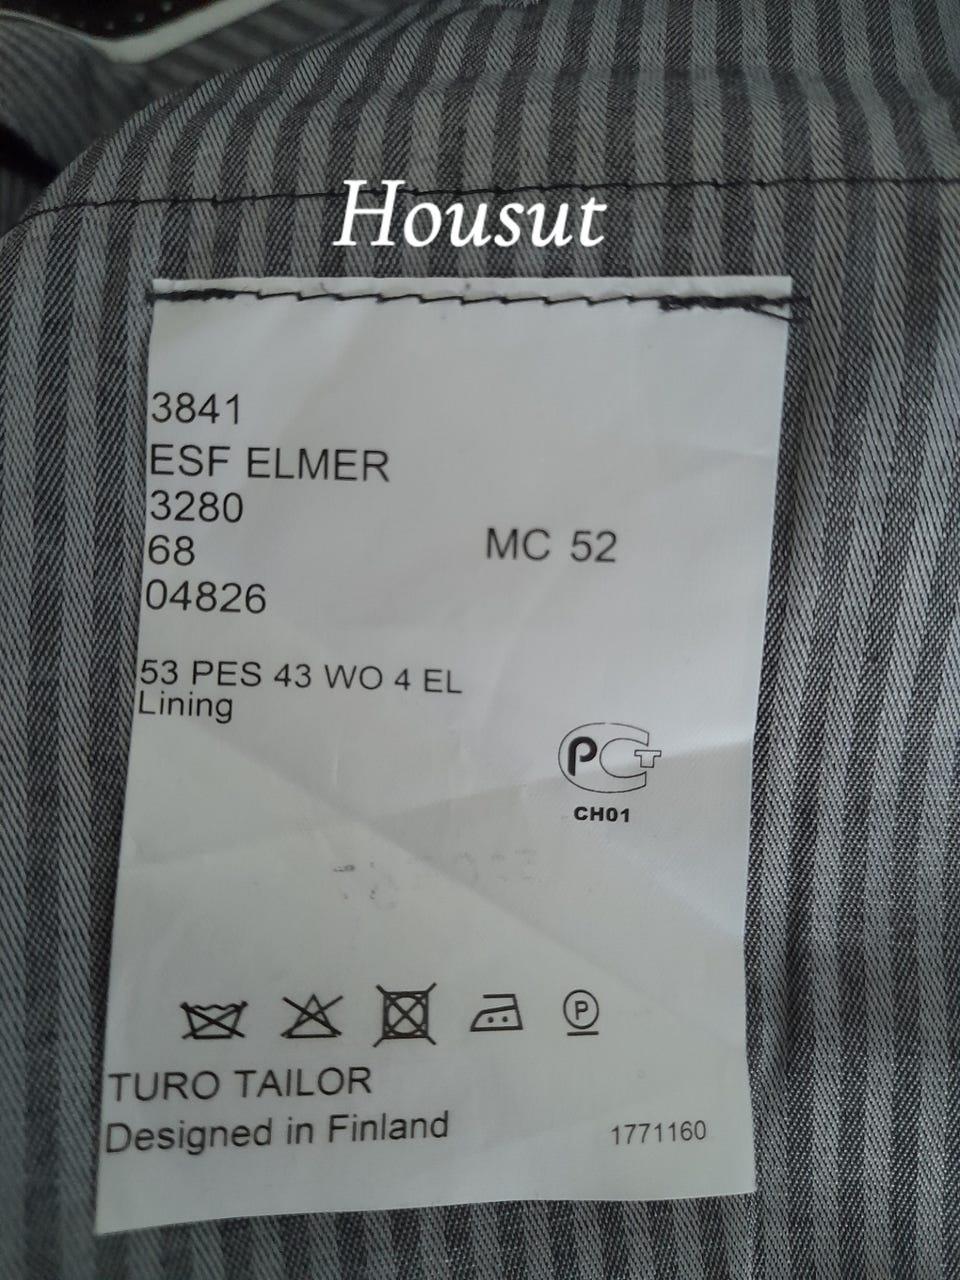 Housut
3841
ESF ELMER
3280
68
MC 52
04826
53 PES 43 WO 4 EL
Lining
РСТ
CH01
P
TURO TAILOR
Designed in Finland
1771160